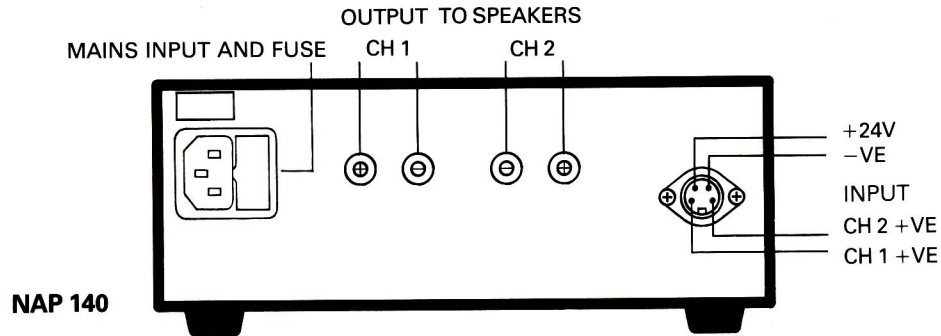 OUTPUT TO SPEAKERS
MAINS INPUT AND FUSE
CH 1
CH 2
+24V
−VE
INPUT
CH 2 +VE
CH 1 +VE
NAP 140